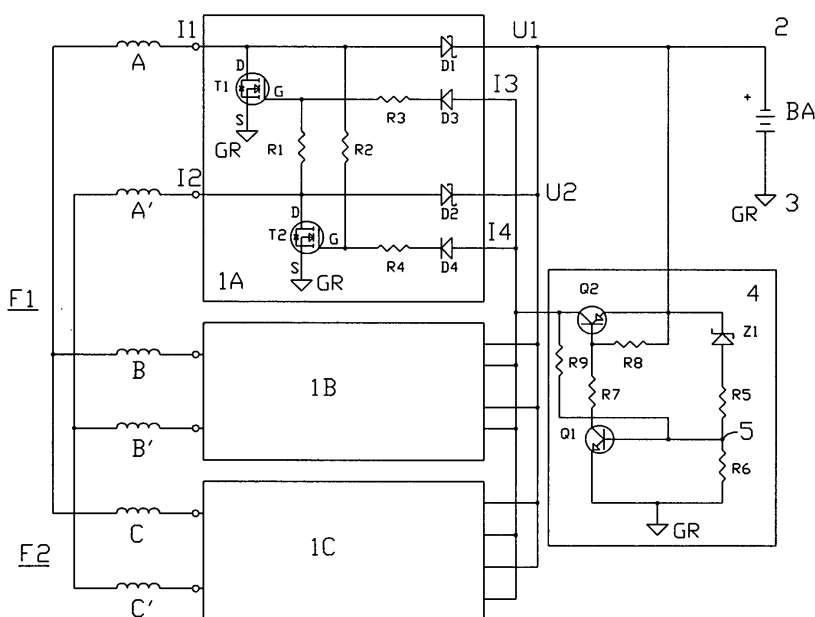 I1 U1 2
A D D1
T1 G I3 + BA
R3 D3
S
GR R1 R2
I2 U2
A' D D2 GR 3
T2 G I4
R4 D4
S
1A GR Q2 4
F1
Z1
R9 R8
B 1B R7 R5
Q1 5
B' R6
C 1C GR
F2
C'